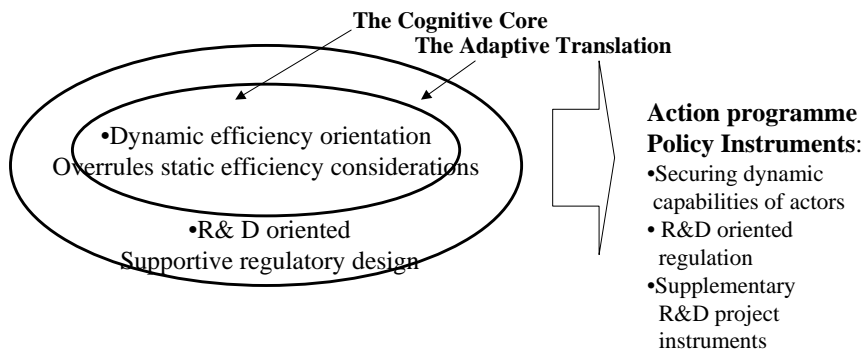 The Cognitive Core
The Adaptive Translation
•Dynamic efficiency orientation
Overrules static efficiency considerations
•R& D oriented
Supportive regulatory design
Action programme
Policy Instruments:
•Securing dynamic
capabilities of actors
• R&D oriented
regulation
•Supplementary
R&D project
instruments